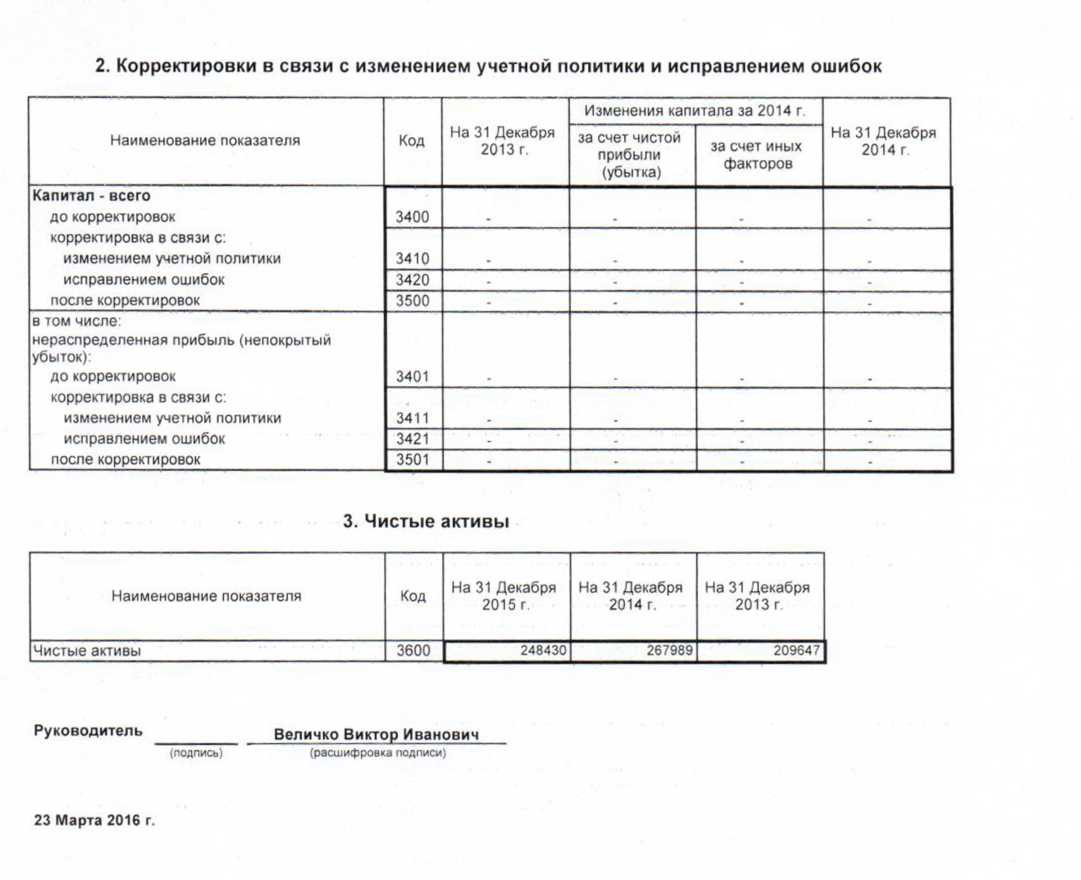 2. Корректировки в связи с изменением учетной политики и исправлением ошибок
Наименование показателя Код На 31 Декабря 2013 г. Изменения капитала за 2014 г. На 31 Декабря 2014 г.
за счет чистой прибыли (убытка) за счет иных факторов
Капитал - всего
до корректировок 3400 - - - -
корректировка в связи с:
изменением учетной политики 3410 - - - -
исправлением ошибок 3420 - - - -
после корректировок 3500 - - - -
в том числе:
нераспределенная прибыль (непокрытый
убыток):
до корректировок 3401 - - - -
корректировка в связи с:
изменением учетной политики 3411 - - - -
исправлением ошибок 3421 - - - -
после корректировок 3501 - - - -
3. Чистые активы
Наименование показателя Код На 31 Декабря 2015 г. На 31 Декабря 2014 г. На 31 Декабря 2013 г.
Чистые активы 3600 248430 267989 209647
Руководитель Величко Виктор Иванович
(подпись) (расшифровка подписи)
23 Марта 2016 г.